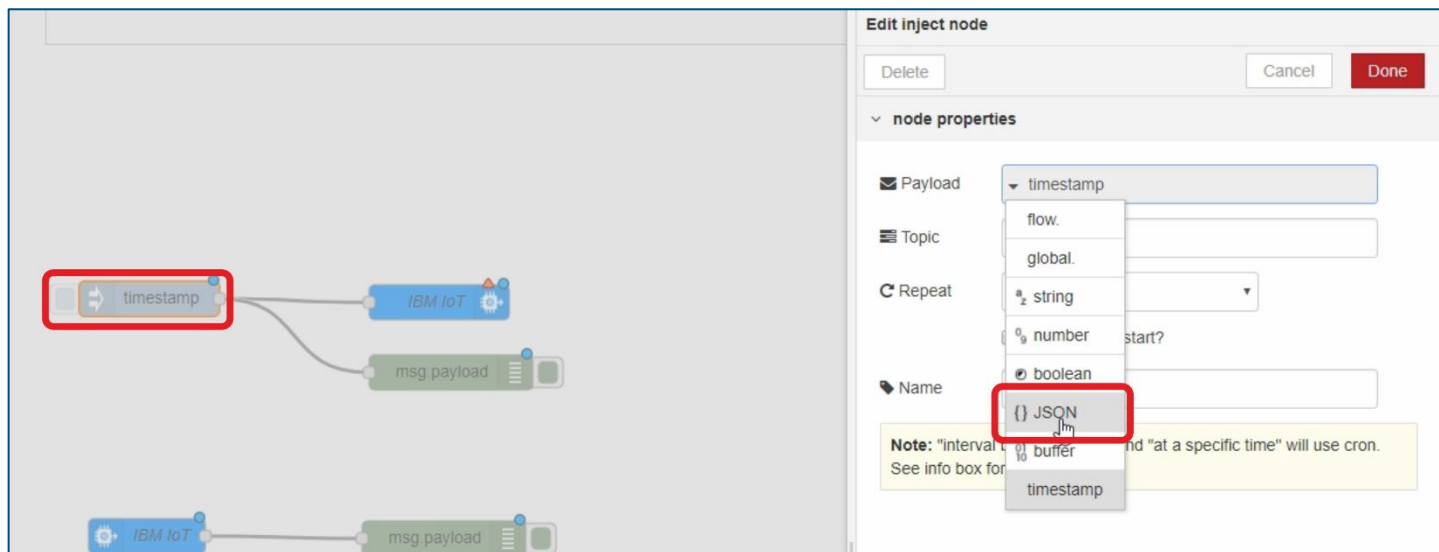 Edit inject node
Delete
Cancel
Done
node properties
Payload
timestamp
flow.
Topic
global.
Repeat
string
number
start?
boolean
Name
{} JSON
Note: "interval
nd "at a specific time" will use cron.
buffer
See info box for
timestamp
timestamp
IBM IoT
msg.payload
IBM IoT
msg.payload